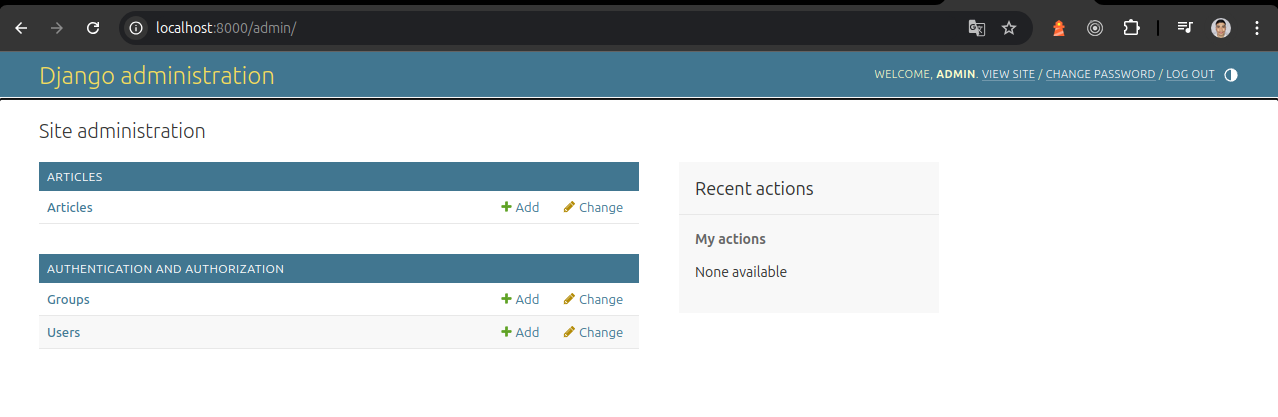 localhost:8000/admin/
Django administration
WELCOME, ADMIN. VIEW SITE / CHANGE PASSWORD / LOG OUT
Site administration
ARTICLES
Articles Add Change
AUTHENTICATION AND AUTHORIZATION
Groups Add Change
Users Add Change
Recent actions
My actions
None available